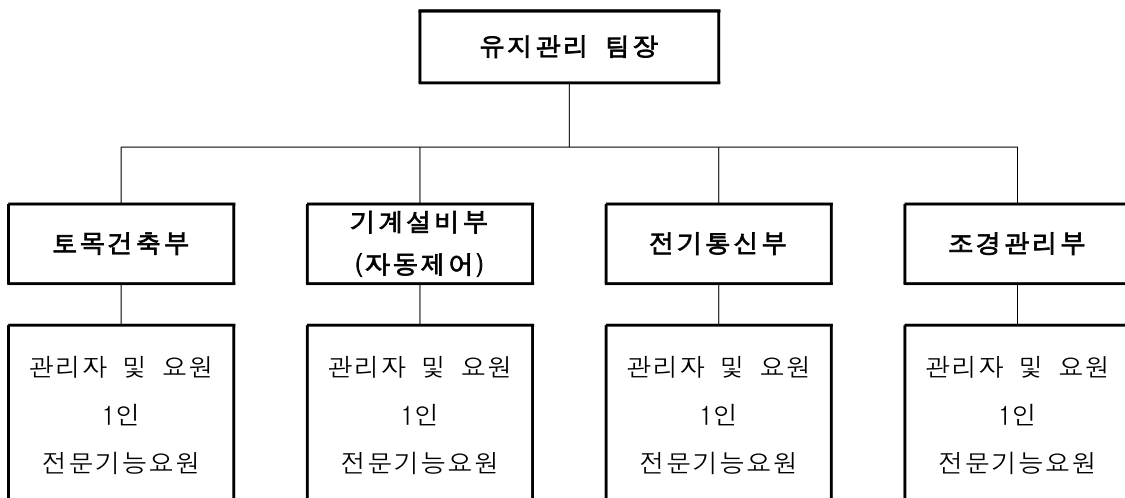 유지관리 팀장
토목건축부
기계설비부
(자동제어)
전기통신부
조경관리부
관리자 및 요원
1인
전문기능요원
관리자 및 요원
1인
전문기능요원
관리자 및 요원
1인
전문기능요원
관리자 및 요원
1인
전문기능요원